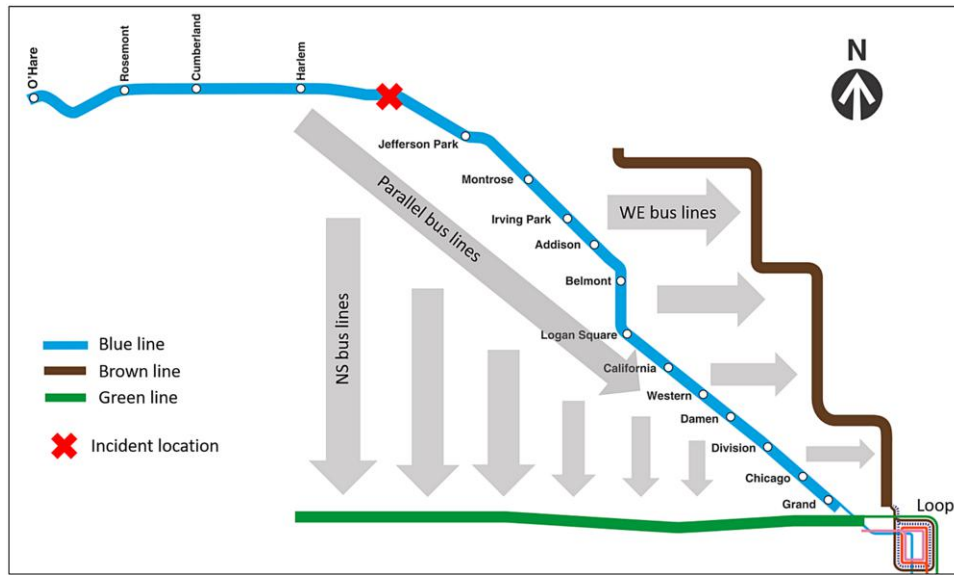 O'Hare
Rosemont
Cumberland
Harlem
N
Jefferson Park
Montrose
Parallel bus lines
WE bus lines
Irving Park
Addison
Belmont
NS bus lines
Logan Square
Blue line
Brown line
Green line
California
Western
Damen
Incident location
Division
Chicago
Grand
Loop